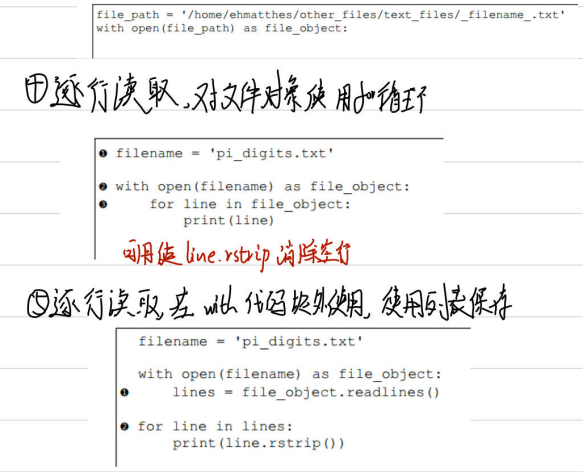 file_path = '/home/ehmatthes/other_files/text_files/_filename_.txt'
with open(file_path) as file_object:
④逐行读取,对文件对象使用for循环
❶ filename = 'pi_digits.txt'
❷ with open(filename) as file_object:
❸ for line in file_object:
print(line)
可用使line.rstrip消除空行
⑤逐行读取,在with代码块外使用,使用列表保存
filename = 'pi_digits.txt'
with open(filename) as file_object:
❶ lines = file_object.readlines()
❷ for line in lines:
print(line.rstrip())